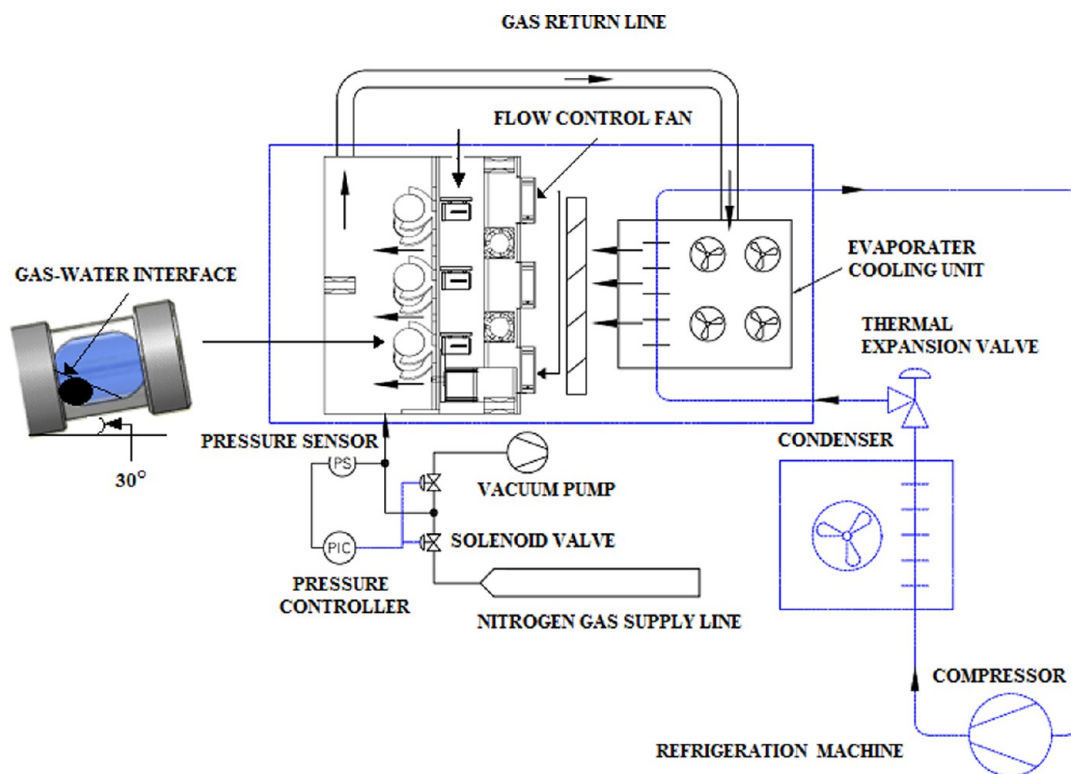 GAS RETURN LINE
FLOW CONTROL FAN
GAS-WATER INTERFACE
EVAPORATER
COOLING UNIT
THERMAL
EXPANSION VALVE
30°
PRESSURE SENSOR
CONDENSER
PS
VACUUM PUMP
SOLENOID VALVE
PIC
PRESSURE
CONTROLLER
NITROGEN GAS SUPPLY LINE
COMPRESSOR
REFRIGERATION MACHINE